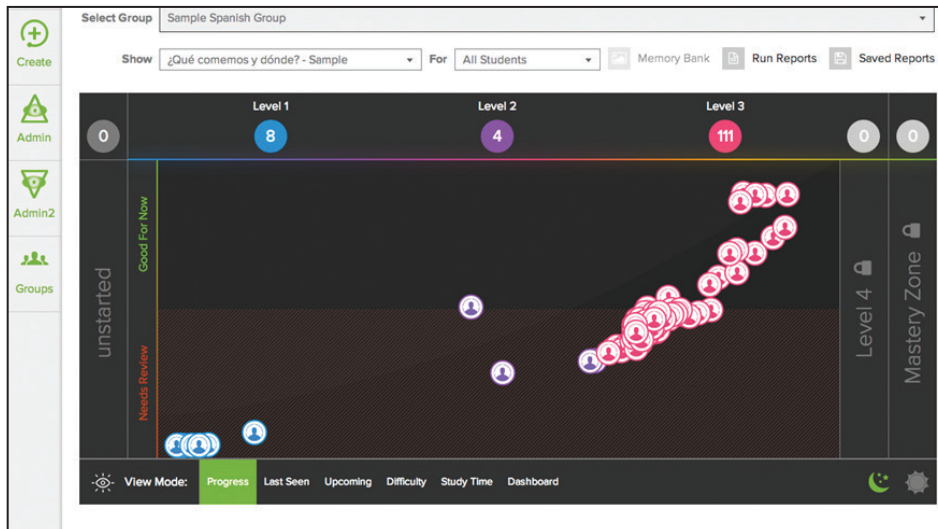 Select Group Sample Spanish Group
Create
Show ¿Qué comemos y dónde? - Sample For All Students Memory Bank Run Reports Saved Reports
Admin
Admin2
Groups
Level 1 Level 2 Level 3
0 8 4 111 0 0
unstarted
Good For Now
Needs Review
Level 4
Mastery Zone
View Mode: Progress Last Seen Upcoming Difficulty Study Time Dashboard